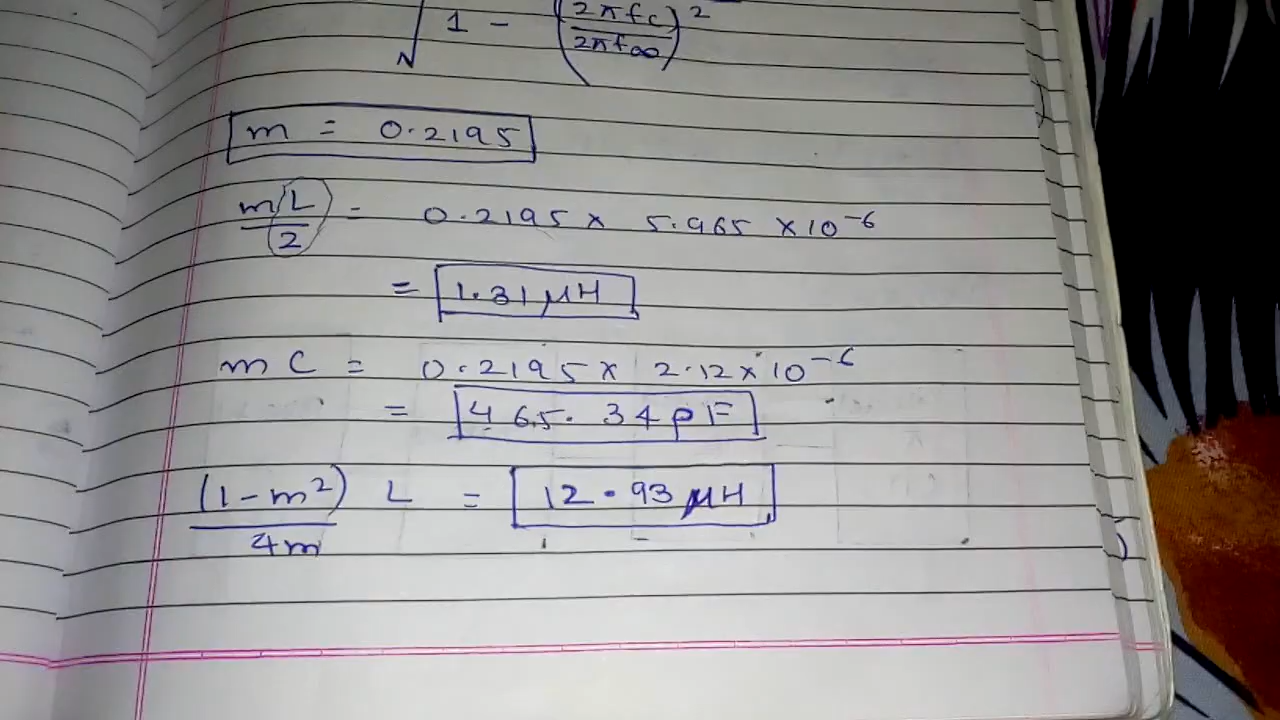 √ 1 - (2πfc / 2πf∞)²
m = 0.2195
mL/2 = 0.2195 × 5.965 × 10⁻⁶
= 1.31 μH
mC = 0.2195 × 2.12 × 10⁻⁶
= 465.34 pF
(1-m²)/4m L = 12.93 μH